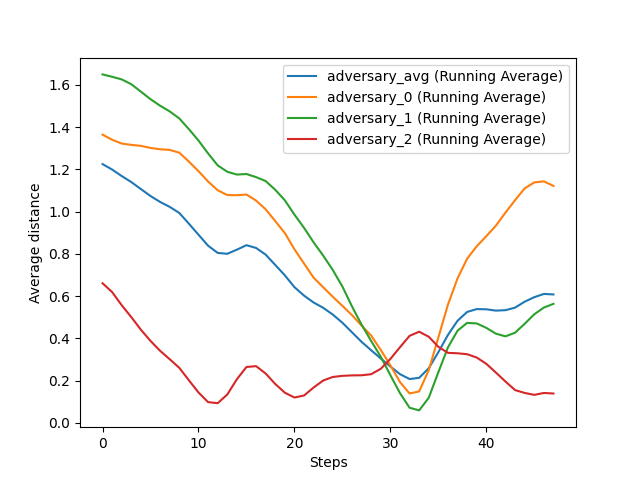 adversary_avg (Running Average)
adversary_0 (Running Average)
adversary_1 (Running Average)
adversary_2 (Running Average)
Average distance
1.6
1.4
1.2
1.0
0.8
0.6
0.4
0.2
0.0
0
10
20
30
40
Steps